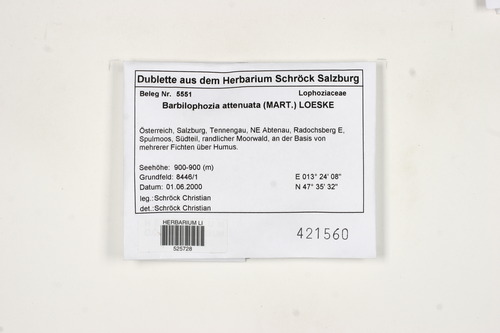 Dublette aus dem Herbarium Schröck Salzburg
Beleg Nr. 5551 Lophoziaceae
Barbilophozia attenuata (MART.) LOESKE
Österreich, Salzburg, Tennengau, NE Abtenau, Radochsberg E,
Spulmoos, Südteil, randlicher Moorwald, an der Basis von
mehrerer Fichten über Humus.
Seehöhe: 900-900 (m)
Grundfeld: 8446/1 E 013° 24' 08"
Datum: 01.06.2000 N 47° 35' 32"
leg.:Schröck Christian
det.:Schröck Christian
HERBARIUM LI
525728
421560